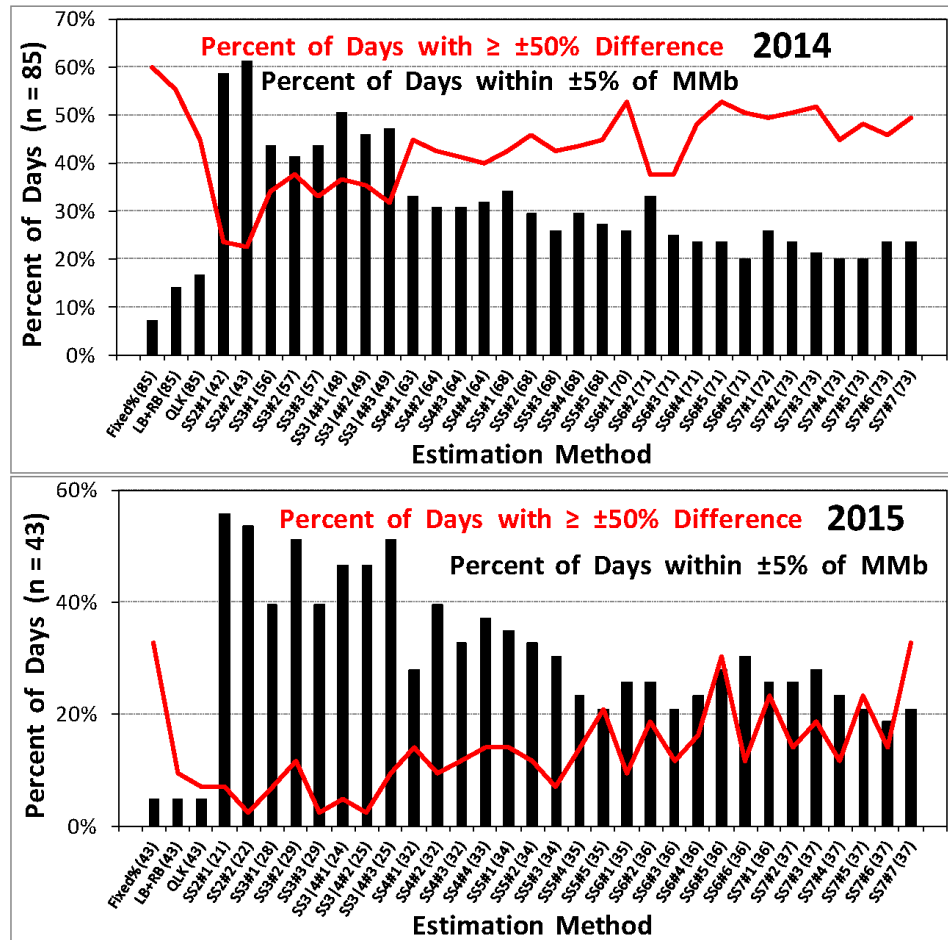 70%
60%
50%
40%
30%
20%
10%
0%
Percent of Days (n = 85)
Percent of Days with ≥ ±50% Difference 2014
Percent of Days within ±5% of MMb
Fixed% (85)
LB+RB (85)
QLK (85)
SS2#1 (42)
SS2#2 (43)
SS3#1 (56)
SS3#2 (57)
SS3#3 (57)
SS3|4#1 (48)
SS3|4#2 (49)
SS3|4#3 (49)
SS4#1 (63)
SS4#2 (64)
SS4#3 (64)
SS4#4 (64)
SS5#1 (68)
SS5#2 (68)
SS5#3 (68)
SS5#4 (68)
SS5#5 (68)
SS6#1 (70)
SS6#2 (71)
SS6#3 (71)
SS6#4 (71)
SS6#5 (71)
SS6#6 (71)
SS7#1 (72)
SS7#2 (73)
SS7#3 (73)
SS7#4 (73)
SS7#5 (73)
SS7#6 (73)
SS7#7 (73)
Estimation Method
60%
40%
20%
0%
Percent of Days (n = 43)
Percent of Days with ≥ ±50% Difference 2015
Percent of Days within ±5% of MMb
Fixed% (43)
LB+RB (43)
QLK (43)
SS2#1 (21)
SS2#2 (22)
SS3#1 (28)
SS3#2 (29)
SS3#3 (29)
SS3|4#1 (24)
SS3|4#2 (25)
SS3|4#3 (25)
SS4#1 (32)
SS4#2 (32)
SS4#3 (32)
SS4#4 (33)
SS5#1 (34)
SS5#2 (34)
SS5#3 (34)
SS5#4 (35)
SS5#5 (35)
SS6#1 (35)
SS6#2 (36)
SS6#3 (36)
SS6#4 (36)
SS6#5 (36)
SS6#6 (36)
SS7#1 (36)
SS7#2 (37)
SS7#3 (37)
SS7#4 (37)
SS7#5 (37)
SS7#6 (37)
SS7#7 (37)
Estimation Method